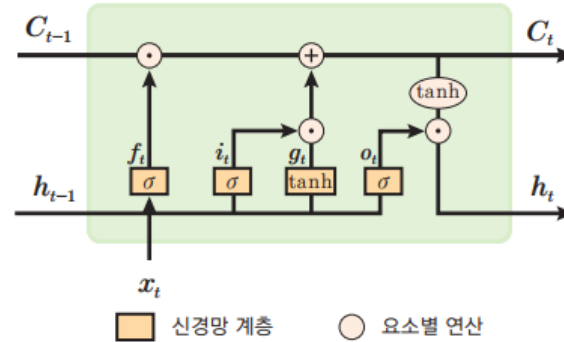 C_{t-1} C_t
tanh
f_t i_t g_t o_t
h_{t-1} σ σ tanh σ h_t
x_t
신경망 계층 요소별 연산